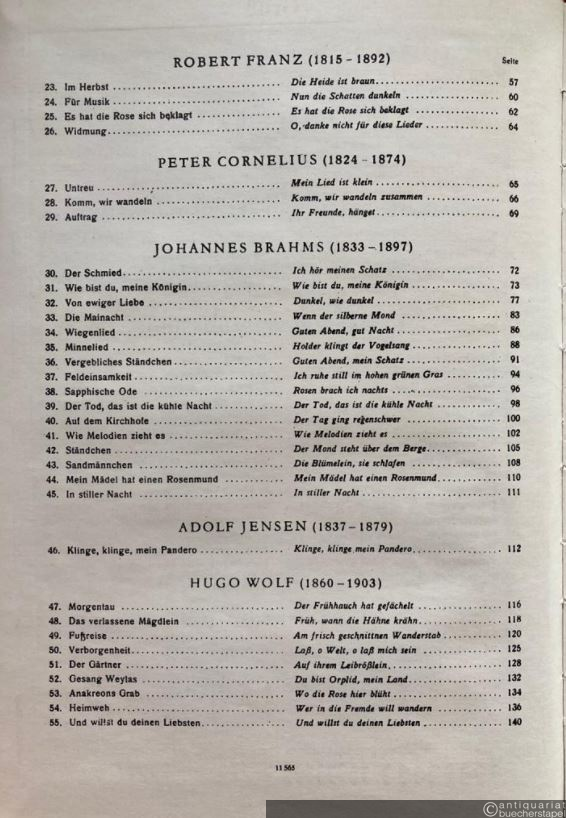 ROBERT FRANZ (1815 – 1892)
Seite
23. Im Herbst ........ Die Heide ist braun ........ 57
24. Für Musik ........ Nun die Schatten dunkeln ........ 60
25. Es hat die Rose sich beklagt ........ Es hat die Rose sich beklagt ........ 62
26. Widmung ........ O, danke nicht für diese Lieder ........ 64
PETER CORNELIUS (1824 – 1874)
27. Untreu ........ Mein Lied ist klein ........ 65
28. Komm, wir wandeln ........ Komm, wir wandeln zusammen ........ 66
29. Auftrag ........ Ihr Freunde, hänget ........ 69
JOHANNES BRAHMS (1833 – 1897)
30. Der Schmied ........ Ich hör meinen Schatz ........ 72
31. Wie bist du, meine Königin ........ Wie bist du, meine Königin ........ 73
32. Von ewiger Liebe ........ Dunkel, wie dunkel ........ 77
33. Die Mainacht ........ Wenn der silberne Mond ........ 83
34. Wiegenlied ........ Guten Abend, gut Nacht ........ 86
35. Minnelied ........ Holder klingt der Vogelsang ........ 88
36. Vergebliches Ständchen ........ Guten Abend, mein Schatz ........ 91
37. Feldeinsamkeit ........ Ich ruhe still im hohen grünen Gras ........ 94
38. Sapphische Ode ........ Rosen brach ich nachts ........ 96
39. Der Tod, das ist die kühle Nacht ........ Der Tod, das ist die kühle Nacht ........ 98
40. Auf dem Kirchhofe ........ Der Tag ging regenschwer ........ 100
41. Wie Melodien zieht es ........ Wie Melodien zieht es ........ 102
42. Ständchen ........ Der Mond steht über dem Berge ........ 105
43. Sandmännchen ........ Die Blümelein, sie schlafen ........ 108
44. Mein Mädel hat einen Rosenmund ........ Mein Mädel hat einen Rosenmund ........ 110
45. In stiller Nacht ........ In stiller Nacht ........ 111
ADOLF JENSEN (1837 – 1879)
46. Klinge, klinge, mein Pandero ........ Klinge, klinge mein Pandero ........ 112
HUGO WOLF (1860 – 1903)
47. Morgentau ........ Der Frühhauch hat gefächelt ........ 116
48. Das verlassene Mägdlein ........ Früh, wann die Hähne krähn ........ 118
49. Fußreise ........ Am frisch geschnittnen Wanderstab ........ 120
50. Verborgenheit ........ Laß, o Welt, o laß mich sein ........ 125
51. Der Gärtner ........ Auf ihrem Leibrößlein ........ 128
52. Gesang Weylas ........ Du bist Orplid, mein Land ........ 132
53. Anakreons Grab ........ Wo die Rose hier blüht ........ 134
54. Heimweh ........ Wer in die Fremde will wandern ........ 136
55. Und willst du deinen Liebsten ........ Und willst du deinen Liebsten ........ 140
11 565
© antiquariat
buecherstapel